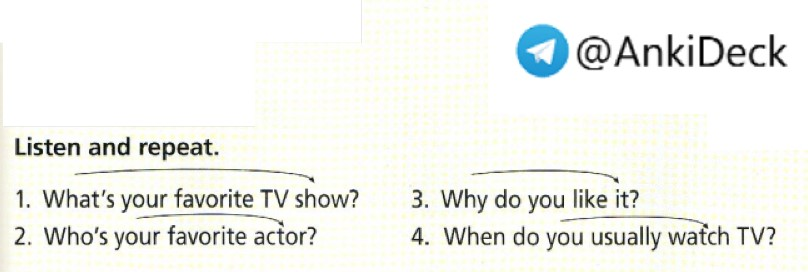 @AnkiDeck
Listen and repeat.
1. What's your favorite TV show?
2. Who's your favorite actor?
3. Why do you like it?
4. When do you usually watch TV?